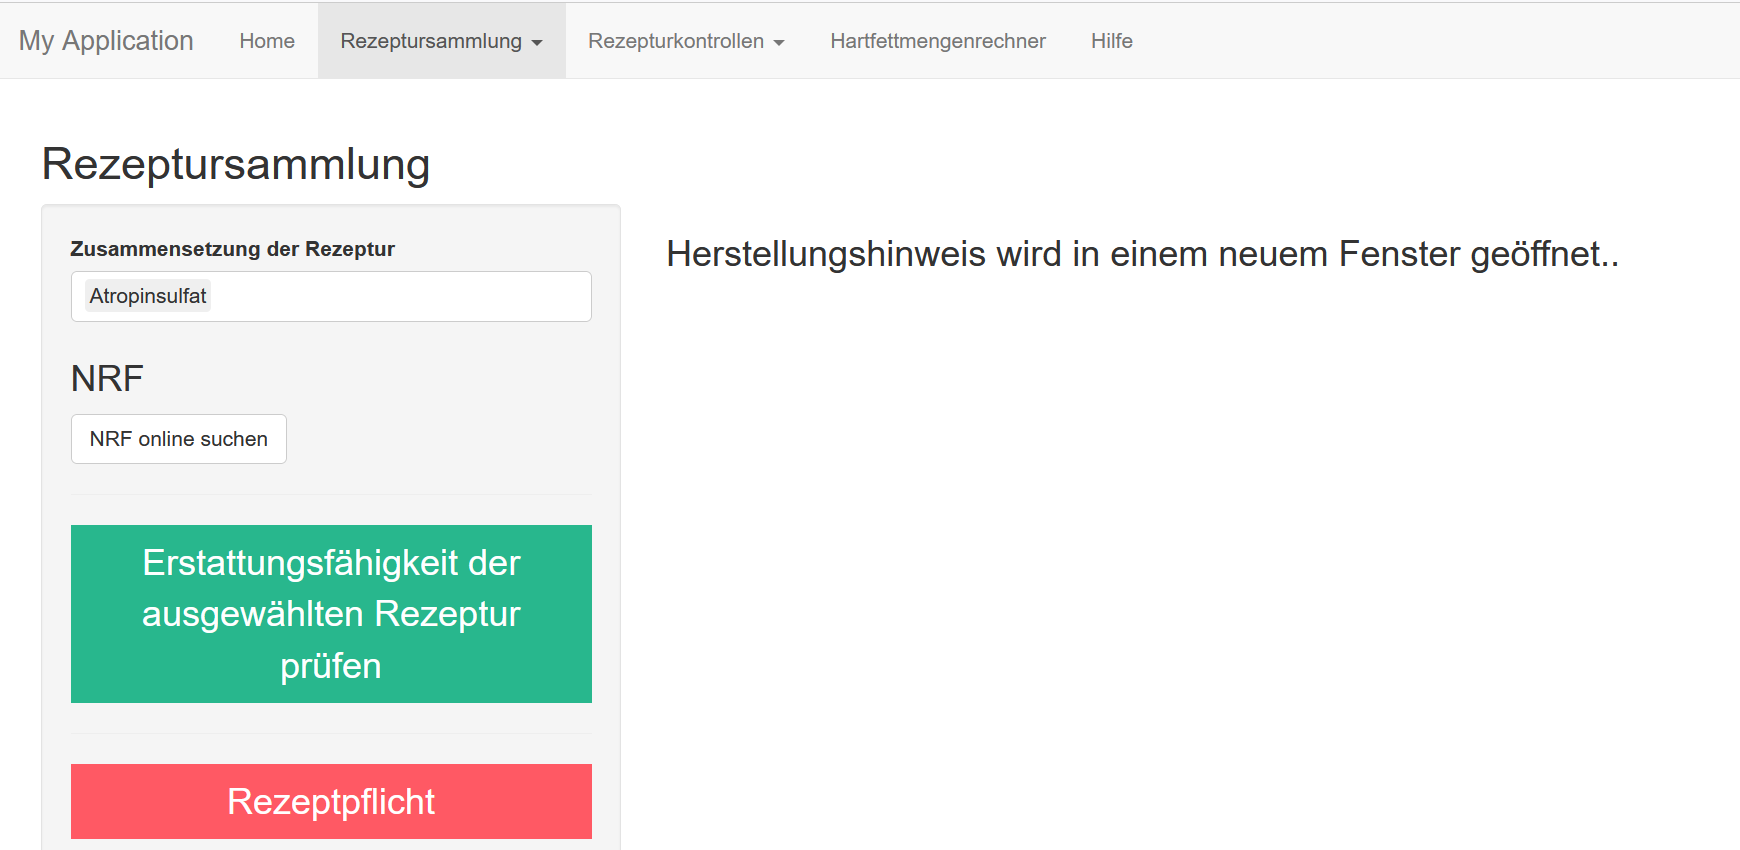 My Application Home Rezeptursammlung Rezepturkontrollen Hartfettmengenrechner Hilfe
Rezeptursammlung
Zusammensetzung der Rezeptur
Atropinsulfat
NRF
NRF online suchen
Erstattungsfähigkeit der
ausgewählten Rezeptur
prüfen
Rezeptpflicht
Herstellungshinweis wird in einem neuem Fenster geöffnet..